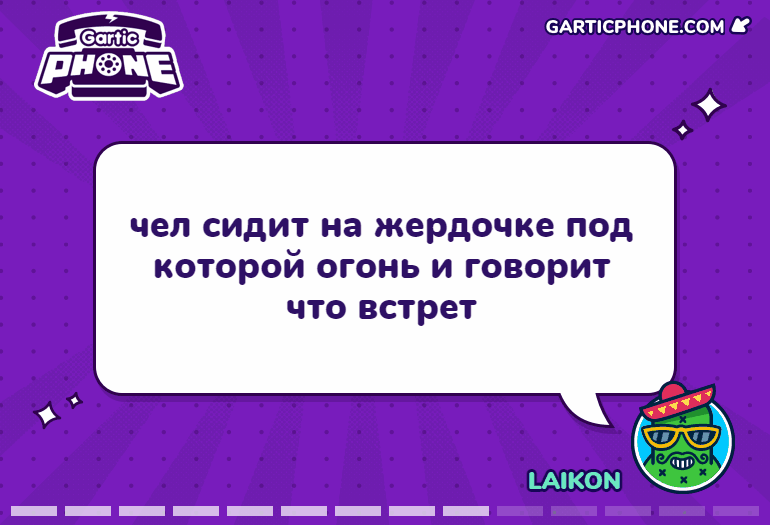 Gartic
PHONE
GARTICPHONE.COM
чел сидит на жердочке под
которой огонь и говорит
что встрет
LAIKON